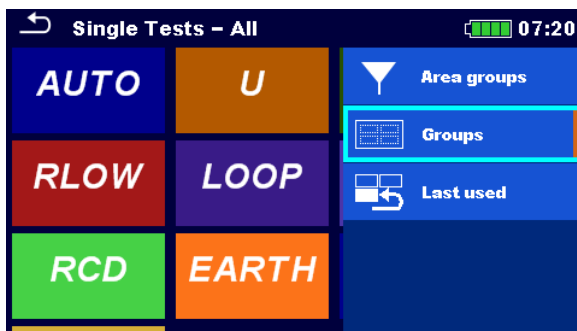 Single Tests – All
07:20
AUTO
U
Area groups
Groups
RLOW
LOOP
Last used
RCD
EARTH